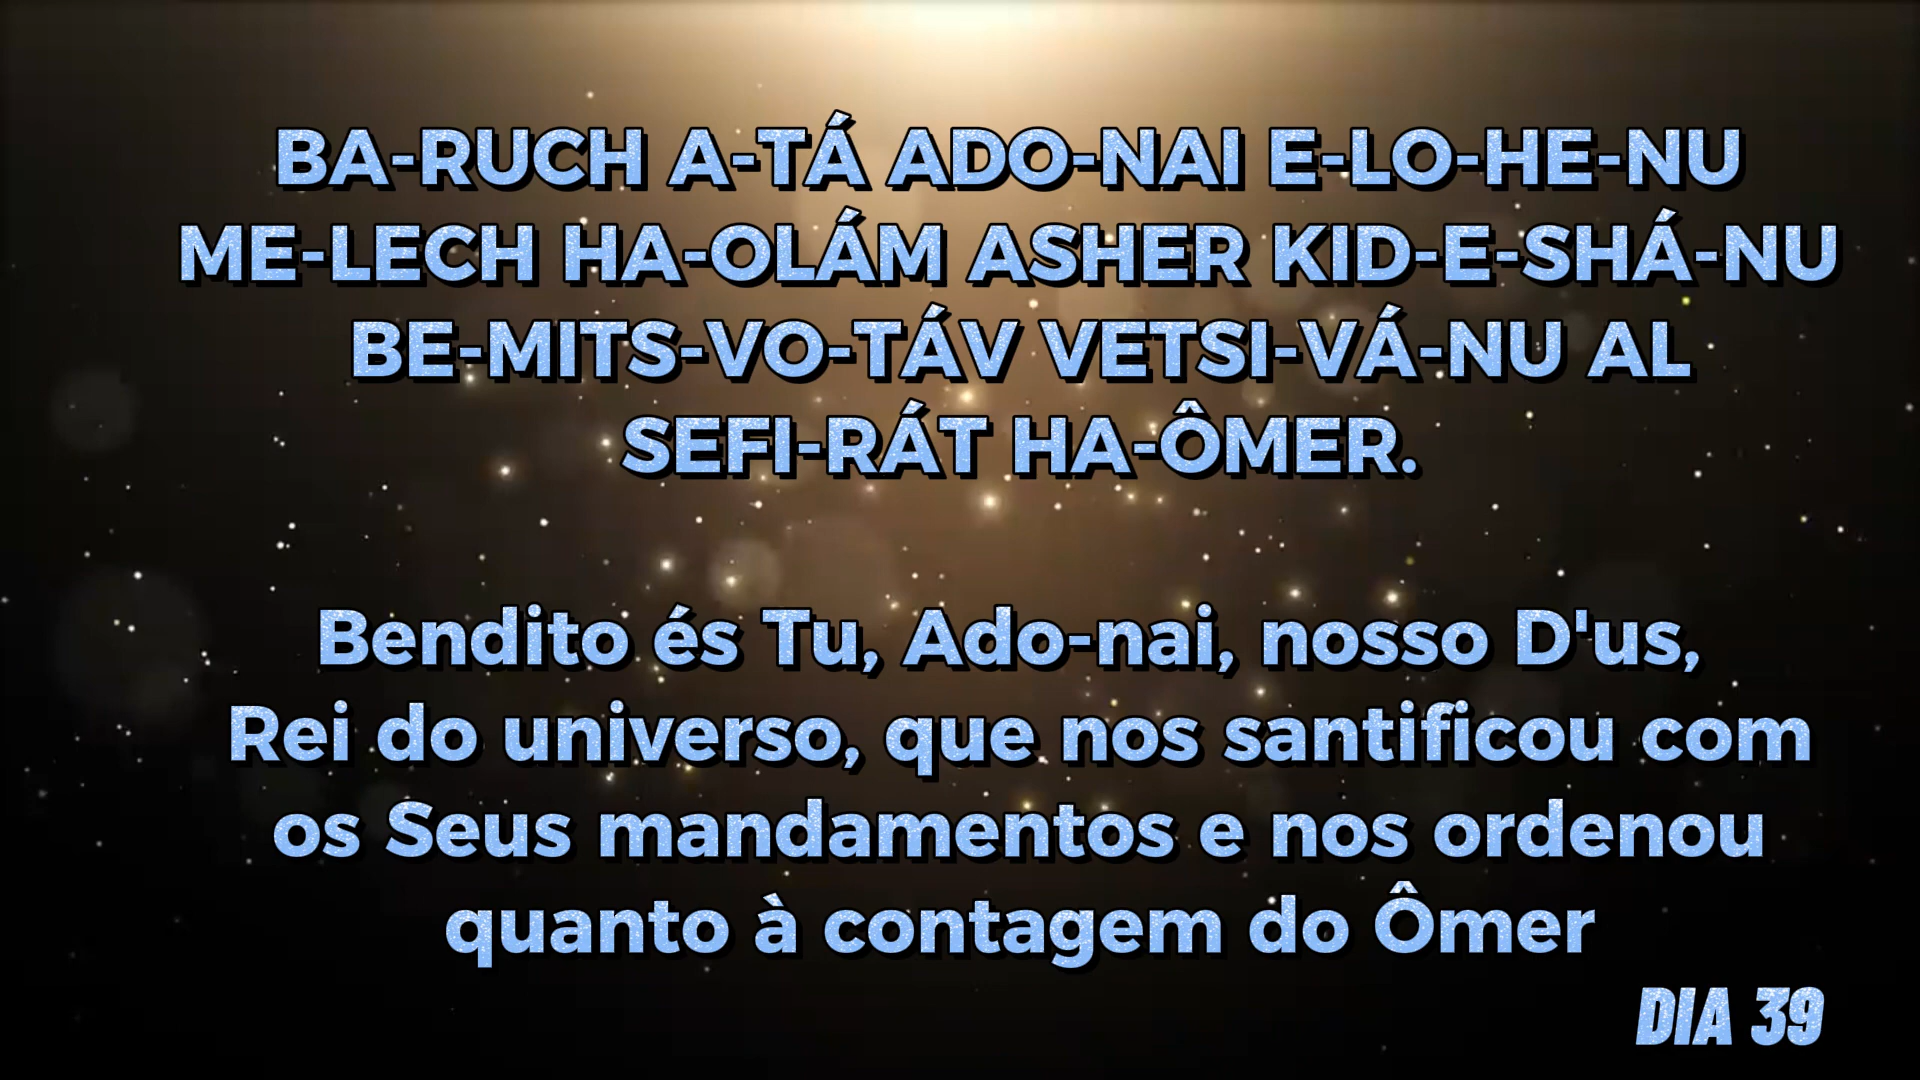 BA-RUCH A-TÁ ADO-NAI E-LO-HE-NU
ME-LECH HA-OLÁM ASHER KID-E-SHÁ-NU
BE-MITS-VO-TÁV VETSI-VÁ-NU AL
SEFI-RÁT HA-ÔMER.
Bendito és Tu, Ado-nai, nosso D'us,
Rei do universo, que nos santificou com
os Seus mandamentos e nos ordenou
quanto à contagem do Ômer
DIA 39